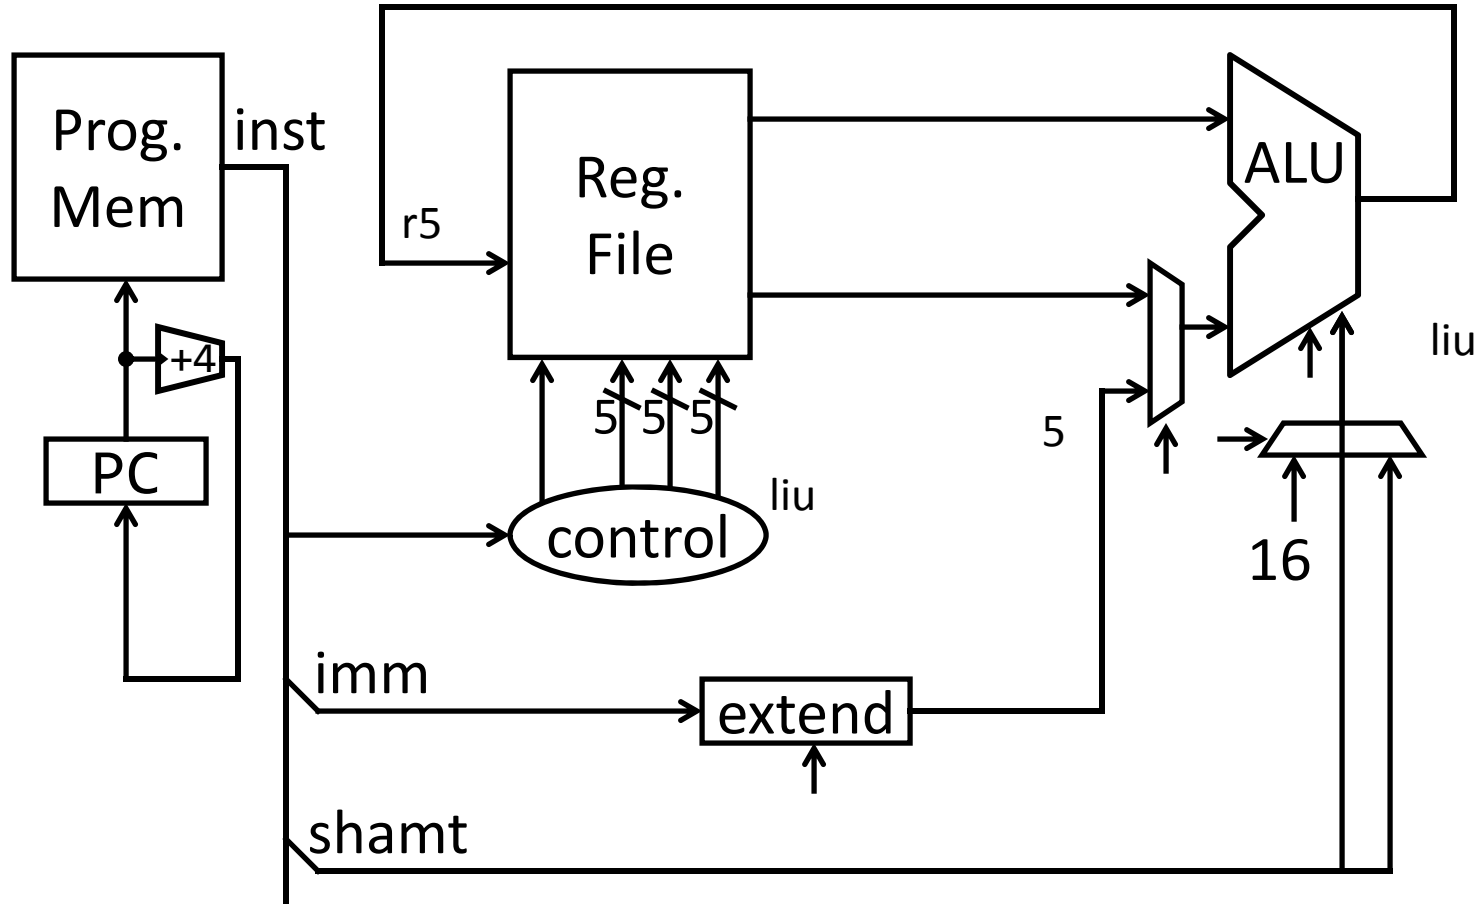 Prog.
Mem
inst
r5
Reg.
File
ALU
+4
PC
5 5 5
control
liu
5
liu
16
imm
extend
shamt